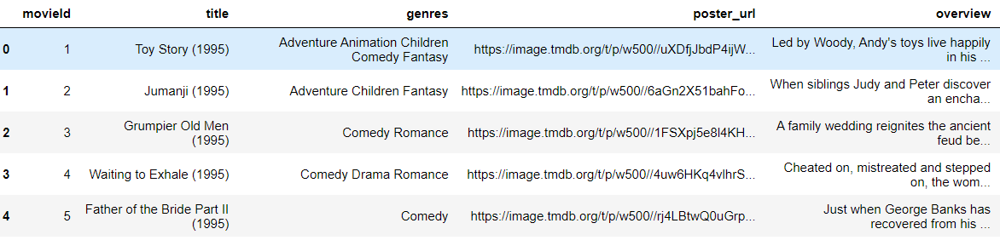 movieId title genres poster_url overview
0 1 Toy Story (1995) Adventure Animation Children Comedy Fantasy https://image.tmdb.org/t/p/w500//uXDfjJbdP4ijW... Led by Woody, Andy's toys live happily in his ...
1 2 Jumanji (1995) Adventure Children Fantasy https://image.tmdb.org/t/p/w500//6aGn2X51bahFo... When siblings Judy and Peter discover an encha...
2 3 Grumpier Old Men (1995) Comedy Romance https://image.tmdb.org/t/p/w500//1FSXpj5e8l4KH... A family wedding reignites the ancient feud be...
3 4 Waiting to Exhale (1995) Comedy Drama Romance https://image.tmdb.org/t/p/w500//4uw6HKq4vlhrS... Cheated on, mistreated and stepped on, the wom...
4 5 Father of the Bride Part II (1995) Comedy https://image.tmdb.org/t/p/w500//rj4LBtwQ0uGrp... Just when George Banks has recovered from his ...